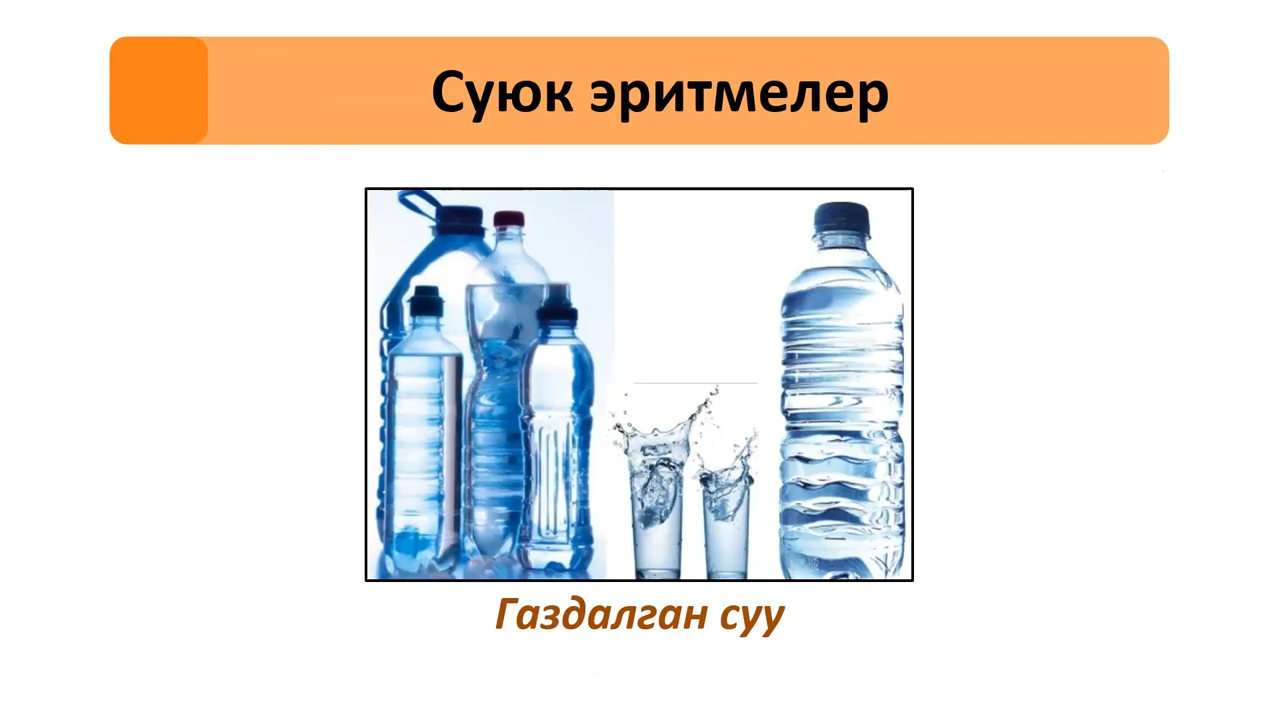 Суюк эритмелер
Газдалган суу